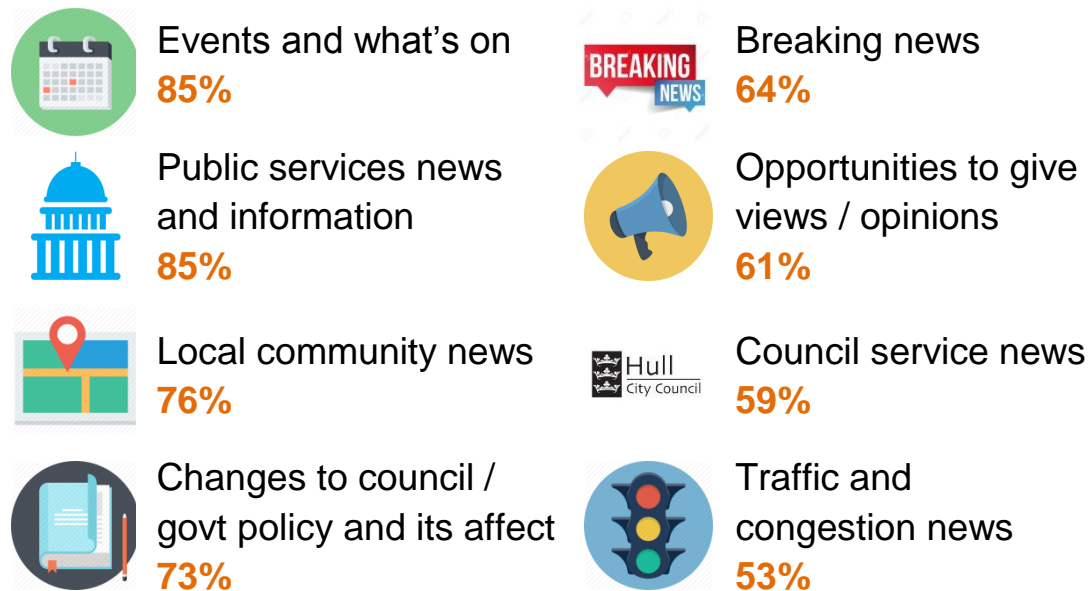 Events and what's on
85%
Public services news
and information
85%
Local community news
76%
Changes to council /
govt policy and its affect
73%
BREAKING
NEWS
Breaking news
64%
Opportunities to give
views / opinions
61%
Hull
City Council
Council service news
59%
Traffic and
congestion news
53%